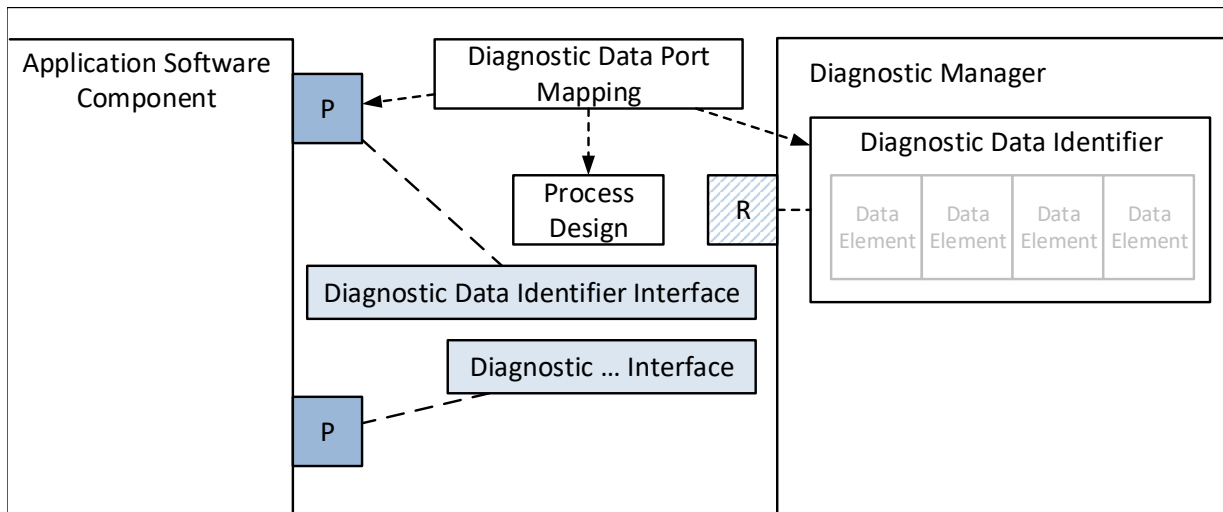 Application Software
Component
P
Diagnostic Data Port
Mapping
Process
Design
R
Diagnostic Manager
Diagnostic Data Identifier
Data
Element
Data
Element
Data
Element
Data
Element
Diagnostic Data Identifier Interface
Diagnostic ... Interface
P